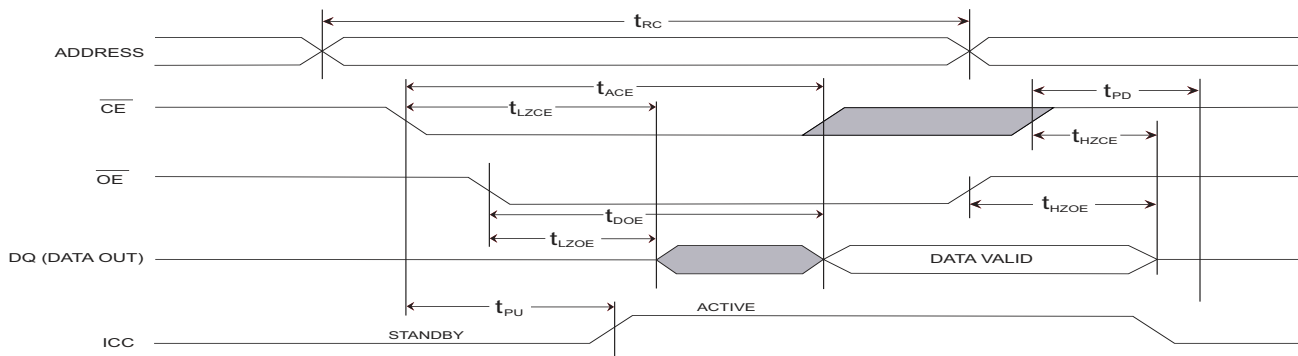 tRC
ADDRESS
tACE
tPD
CE
tLZCE
tHZCE
OE
tHZOE
tDOE
tLZOE
DQ (DATA OUT)
DATA VALID
tPU
ACTIVE
STANDBY
ICC